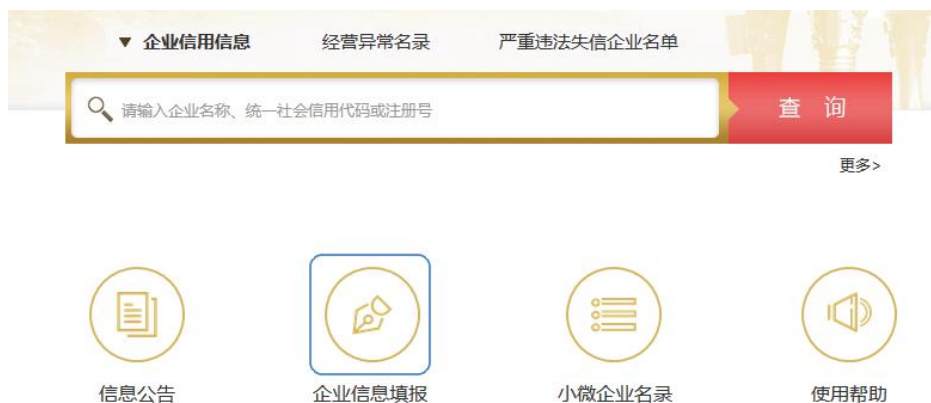 ▼ 企业信用信息 经营异常名录 严重违法失信企业名单
请输入企业名称、统一社会信用代码或注册号 查 询
更多>
信息公告 企业信息填报 小微企业名录 使用帮助